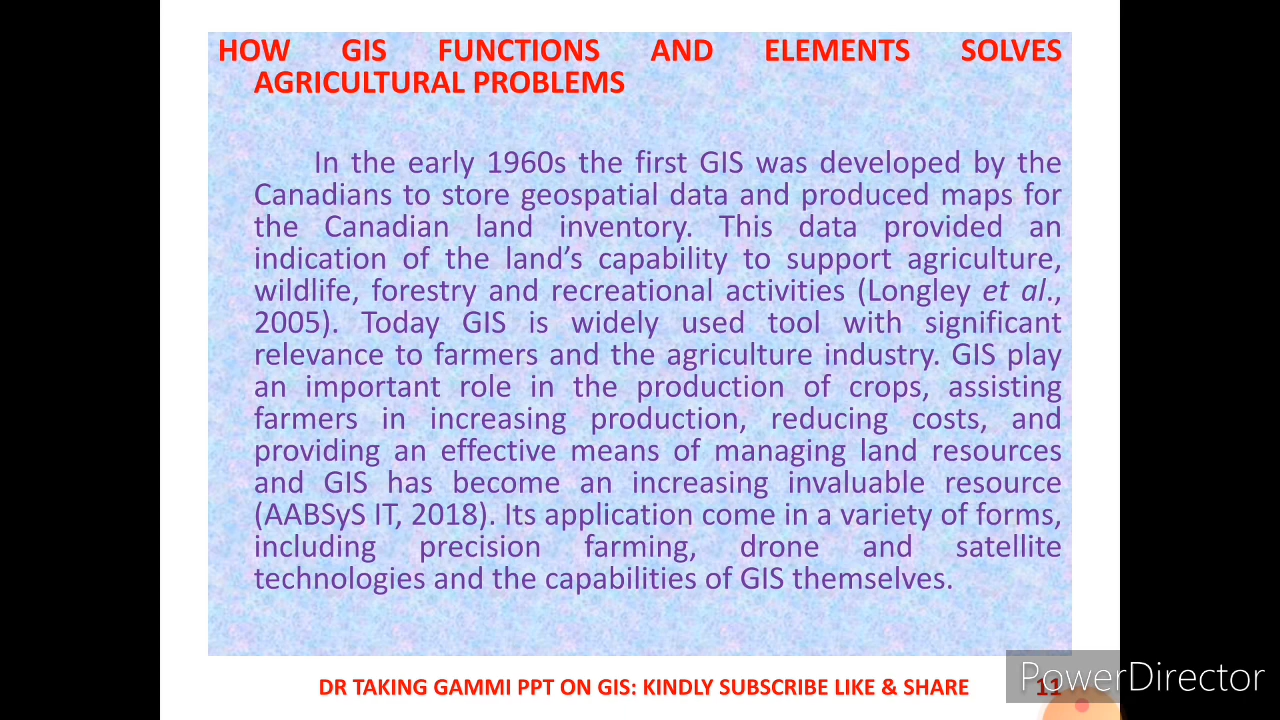 HOW GIS FUNCTIONS AND ELEMENTS SOLVES
AGRICULTURAL PROBLEMS
In the early 1960s the first GIS was developed by the
Canadians to store geospatial data and produced maps for
the Canadian land inventory. This data provided an
indication of the land’s capability to support agriculture,
wildlife, forestry and recreational activities (Longley et al.,
2005). Today GIS is widely used tool with significant
relevance to farmers and the agriculture industry. GIS play
an important role in the production of crops, assisting
farmers in increasing production, reducing costs, and
providing an effective means of managing land resources
and GIS has become an increasing invaluable resource
(AABSyS IT, 2018). Its application come in a variety of forms,
including precision farming, drone and satellite
technologies and the capabilities of GIS themselves.
DR TAKING GAMMI PPT ON GIS: KINDLY SUBSCRIBE LIKE & SHARE
11
PowerDirector